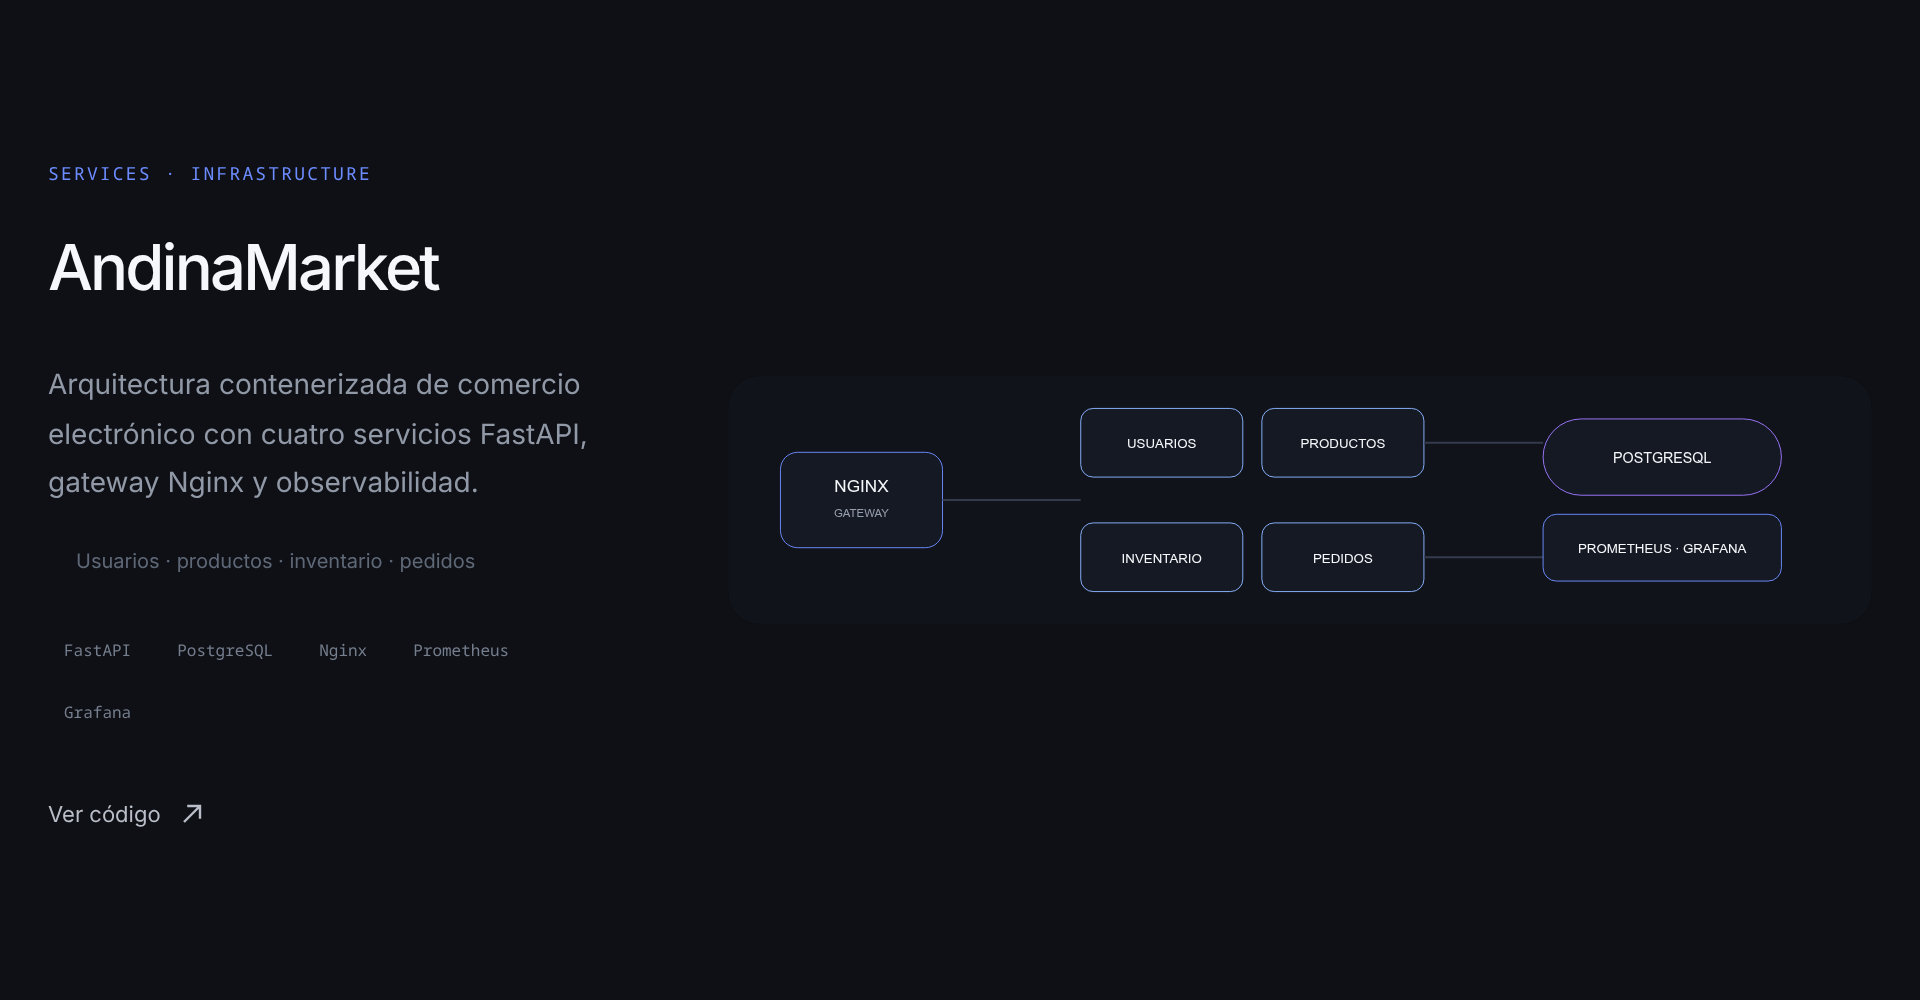 SERVICES · INFRASTRUCTURE
AndinaMarket
Arquitectura contenerizada de comercio
electrónico con cuatro servicios FastAPI,
gateway Nginx y observabilidad.
Usuarios · productos · inventario · pedidos
FastAPI PostgreSQL Nginx Prometheus
Grafana
Ver código
NGINX
GATEWAY
USUARIOS
PRODUCTOS
INVENTARIO
PEDIDOS
POSTGRESQL
PROMETHEUS · GRAFANA